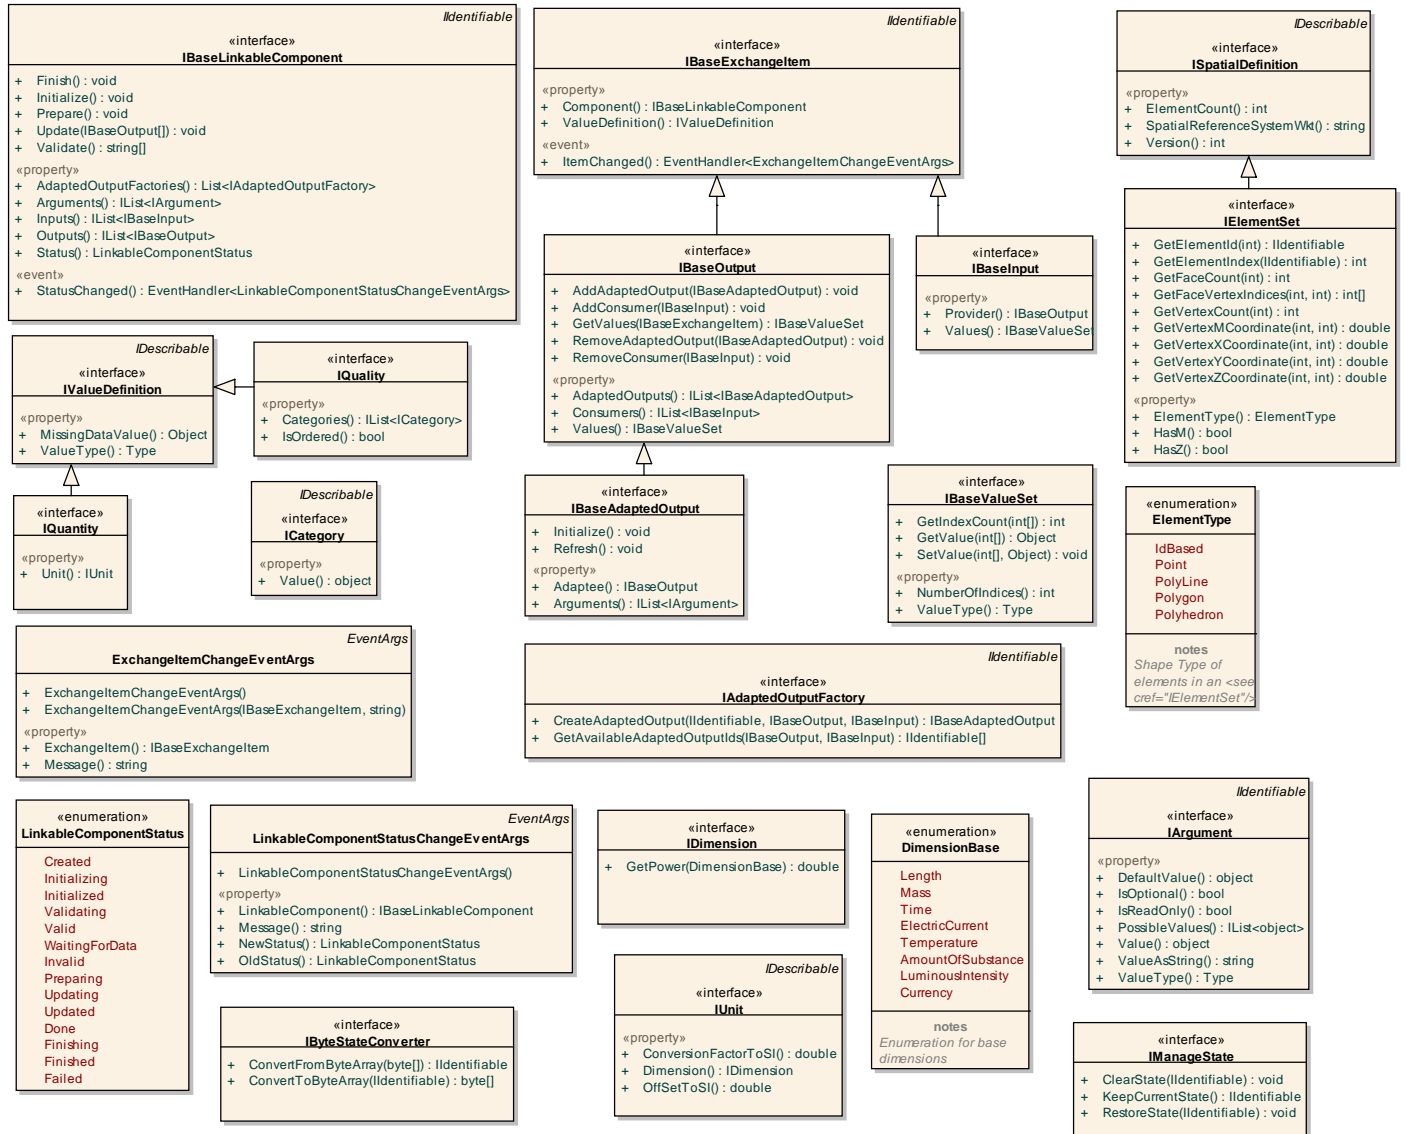 IIdentifiable
«interface»
IBaseLinkableComponent
+ Finish() : void
+ Initialize() : void
+ Prepare() : void
+ Update(IBaseOutput[]) : void
+ Validate() : string[]
«property»
+ AdaptedOutputFactories() : List<IAdaptedOutputFactory>
+ Arguments() : IList<IArgument>
+ Inputs() : IList<IBaseInput>
+ Outputs() : IList<IBaseOutput>
+ Status() : LinkableComponentStatus
«event»
+ StatusChanged() : EventHandler<LinkableComponentStatusChangeEventArgs>
IIdentifiable
«interface»
IBaseExchangeItem
«property»
+ Component() : IBaseLinkableComponent
+ ValueDefinition() : IValueDefinition
«event»
+ ItemChanged() : EventHandler<ExchangeItemChangeEventArgs>
IDescribable
«interface»
ISpatialDefinition
«property»
+ ElementCount() : int
+ SpatialReferenceSystemWkt() : string
+ Version() : int
«interface»
IElementSet
+ GetElementId(int) : IIdentifiable
+ GetElementIndex(IIdentifiable) : int
+ GetFaceCount(int) : int
+ GetFaceVertexIndices(int, int) : int[]
+ GetVertexCount(int) : int
+ GetVertexMCoordinate(int, int) : double
+ GetVertexXCoordinate(int, int) : double
+ GetVertexYCoordinate(int, int) : double
+ GetVertexZCoordinate(int, int) : double
«property»
+ ElementType() : ElementType
+ HasM() : bool
+ HasZ() : bool
«interface»
IBaseOutput
+ AddAdaptedOutput(IBaseAdaptedOutput) : void
+ AddConsumer(IBaseInput) : void
+ GetValues(IBaseExchangeItem) : IBaseValueSet
+ RemoveAdaptedOutput(IBaseAdaptedOutput) : void
+ RemoveConsumer(IBaseInput) : void
«property»
+ AdaptedOutputs() : IList<IBaseAdaptedOutput>
+ Consumers() : IList<IBaseInput>
+ Values() : IBaseValueSet
«interface»
IBaseInput
«property»
+ Provider() : IBaseOutput
+ Values() : IBaseValueSet
IDescribable
«interface»
IValueDefinition
«property»
+ MissingDataValue() : Object
+ ValueType() : Type
«interface»
IQuality
«property»
+ Categories() : IList<ICategory>
+ IsOrdered() : bool
«interface»
IQuantity
«property»
+ Unit() : IUnit
IDescribable
«interface»
ICategory
«property»
+ Value() : object
«interface»
IBaseAdaptedOutput
+ Initialize() : void
+ Refresh() : void
«property»
+ Adaptee() : IBaseOutput
+ Arguments() : IList<IArgument>
«interface»
IBaseValueSet
+ GetIndexCount(int[]) : int
+ GetValue(int[]) : Object
+ SetValue(int[], Object) : void
«property»
+ NumberOfIndices() : int
+ ValueType() : Type
«enumeration»
ElementType
IdBased
Point
PolyLine
Polygon
Polyhedron
notes
Shape Type of
elements in an <see
cref="IElementSet"/>
EventArgs
ExchangeItemChangeEventArgs
+ ExchangeItemChangeEventArgs()
+ ExchangeItemChangeEventArgs(IBaseExchangeItem, string)
«property»
+ ExchangeItem() : IBaseExchangeItem
+ Message() : string
IIdentifiable
«interface»
IAdaptedOutputFactory
+ CreateAdaptedOutput(IIdentifiable, IBaseOutput, IBaseInput) : IBaseAdaptedOutput
+ GetAvailableAdaptedOutputIds(IBaseOutput, IBaseInput) : IIdentifiable[]
«enumeration»
LinkableComponentStatus
Created
Initializing
Initialized
Validating
Valid
WaitingForData
Invalid
Preparing
Updating
Updated
Done
Finishing
Finished
Failed
EventArgs
LinkableComponentStatusChangeEventArgs
+ LinkableComponentStatusChangeEventArgs()
«property»
+ LinkableComponent() : IBaseLinkableComponent
+ Message() : string
+ NewStatus() : LinkableComponentStatus
+ OldStatus() : LinkableComponentStatus
«interface»
IDimension
+ GetPower(DimensionBase) : double
«enumeration»
DimensionBase
Length
Mass
Time
ElectricCurrent
Temperature
AmountOfSubstance
LuminousIntensity
Currency
notes
Enumeration for base
dimensions
IIdentifiable
«interface»
IArgument
«property»
+ DefaultValue() : object
+ IsOptional() : bool
+ IsReadOnly() : bool
+ PossibleValues() : IList<object>
+ Value() : object
+ ValueAsString() : string
+ ValueType() : Type
«interface»
IByteStateConverter
+ ConvertFromByteArray(byte[]) : IIdentifiable
+ ConvertToByteArray(IIdentifiable) : byte[]
IDescribable
«interface»
IUnit
«property»
+ ConversionFactorToSI() : double
+ Dimension() : IDimension
+ OffSetToSI() : double
«interface»
IManageState
+ ClearState(IIdentifiable) : void
+ KeepCurrentState() : IIdentifiable
+ RestoreState(IIdentifiable) : void